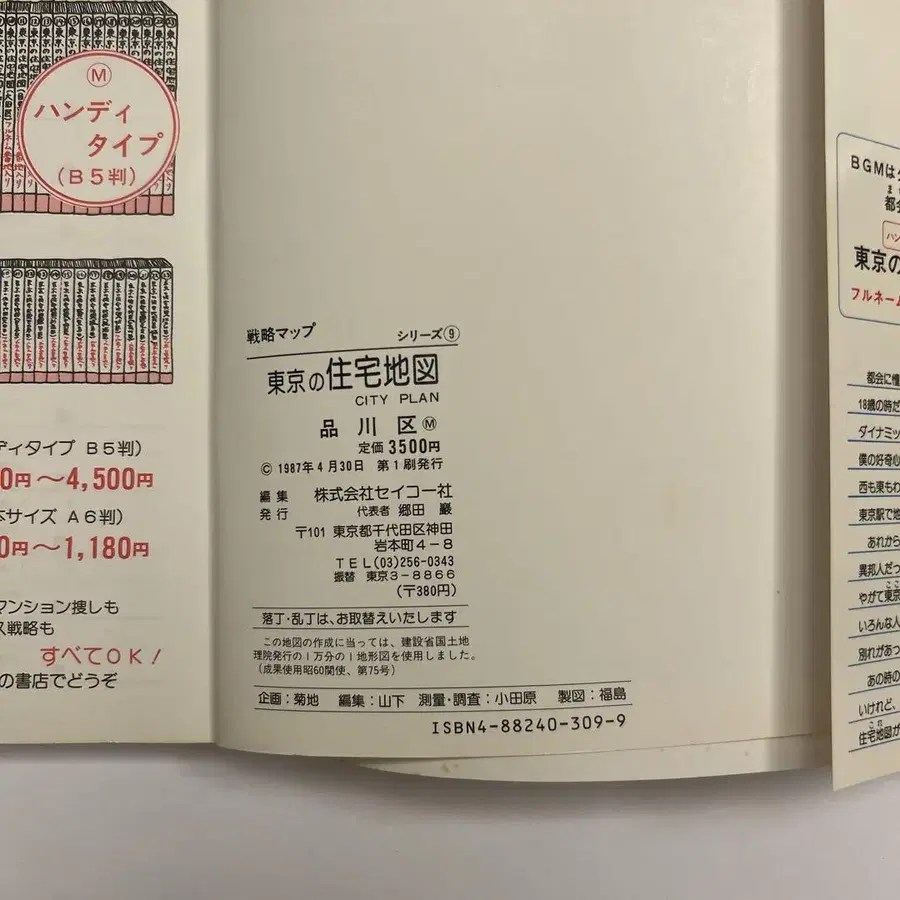 Ⓜ
ハンディ
タイプ
(B5判)
ディタイプ B5判)
0円〜4,500円
本サイズ A6判)
0円〜1,180円
マンション捜しも
ス戦略も
すべてOK!
の書店でどうぞ
戦略マップ シリーズ⑨
東京の住宅地図
CITY PLAN
品川区Ⓜ
定価 3500円
© 1987年4月30日 第1刷発行
編集 株式会社セイコー社
発行 代表者 郷田 巖
〒101 東京都千代田区神田
岩本町4-8
TEL(03)256-0343
振替 東京3-8866
(〒380円)
落丁・乱丁は、お取替えいたします
この地図の作成に当っては、建設省国土地
理院発行の1万分の1地形図を使用しました。
(成果使用昭60関使、第75号)
企画:菊地 編集:山下 測量・調査:小田原 製図:福島
ISBN4-88240-309-9
BGMは
都会
東京の
フルネーム
都会に憧
18歳の時だ
ダイナミッ
僕の好奇心
西も東もわ
東京駅で地
あれから
異邦人だっ
やがて東京
いろんな人
別れがあっ
あの時の
いけれど、
住宅地図が